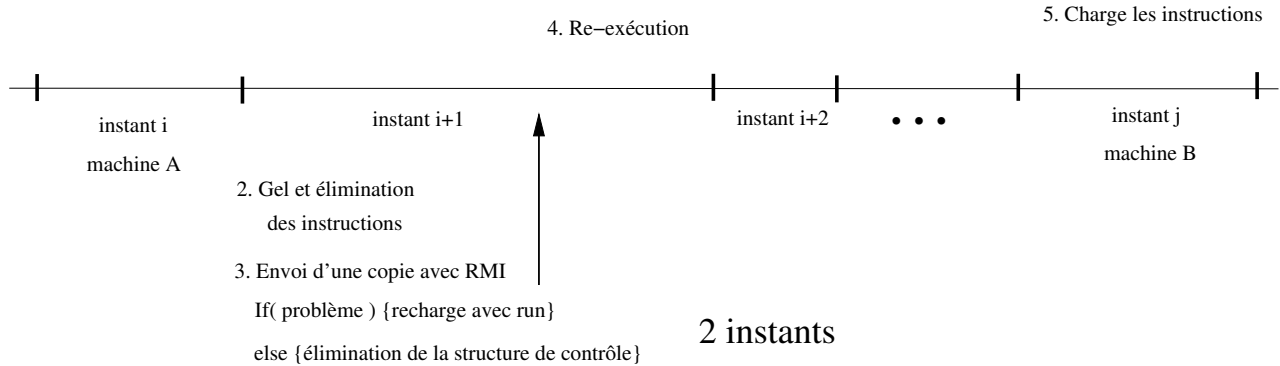 5. Charge les instructions
4. Re−exécution
instant i
instant i+1
instant i+2
instant j
machine A
machine B
2. Gel et élimination
des instructions
3. Envoi d'une copie avec RMI
If( problème ) {recharge avec run}
else {élimination de la structure de contrôle}
2 instants